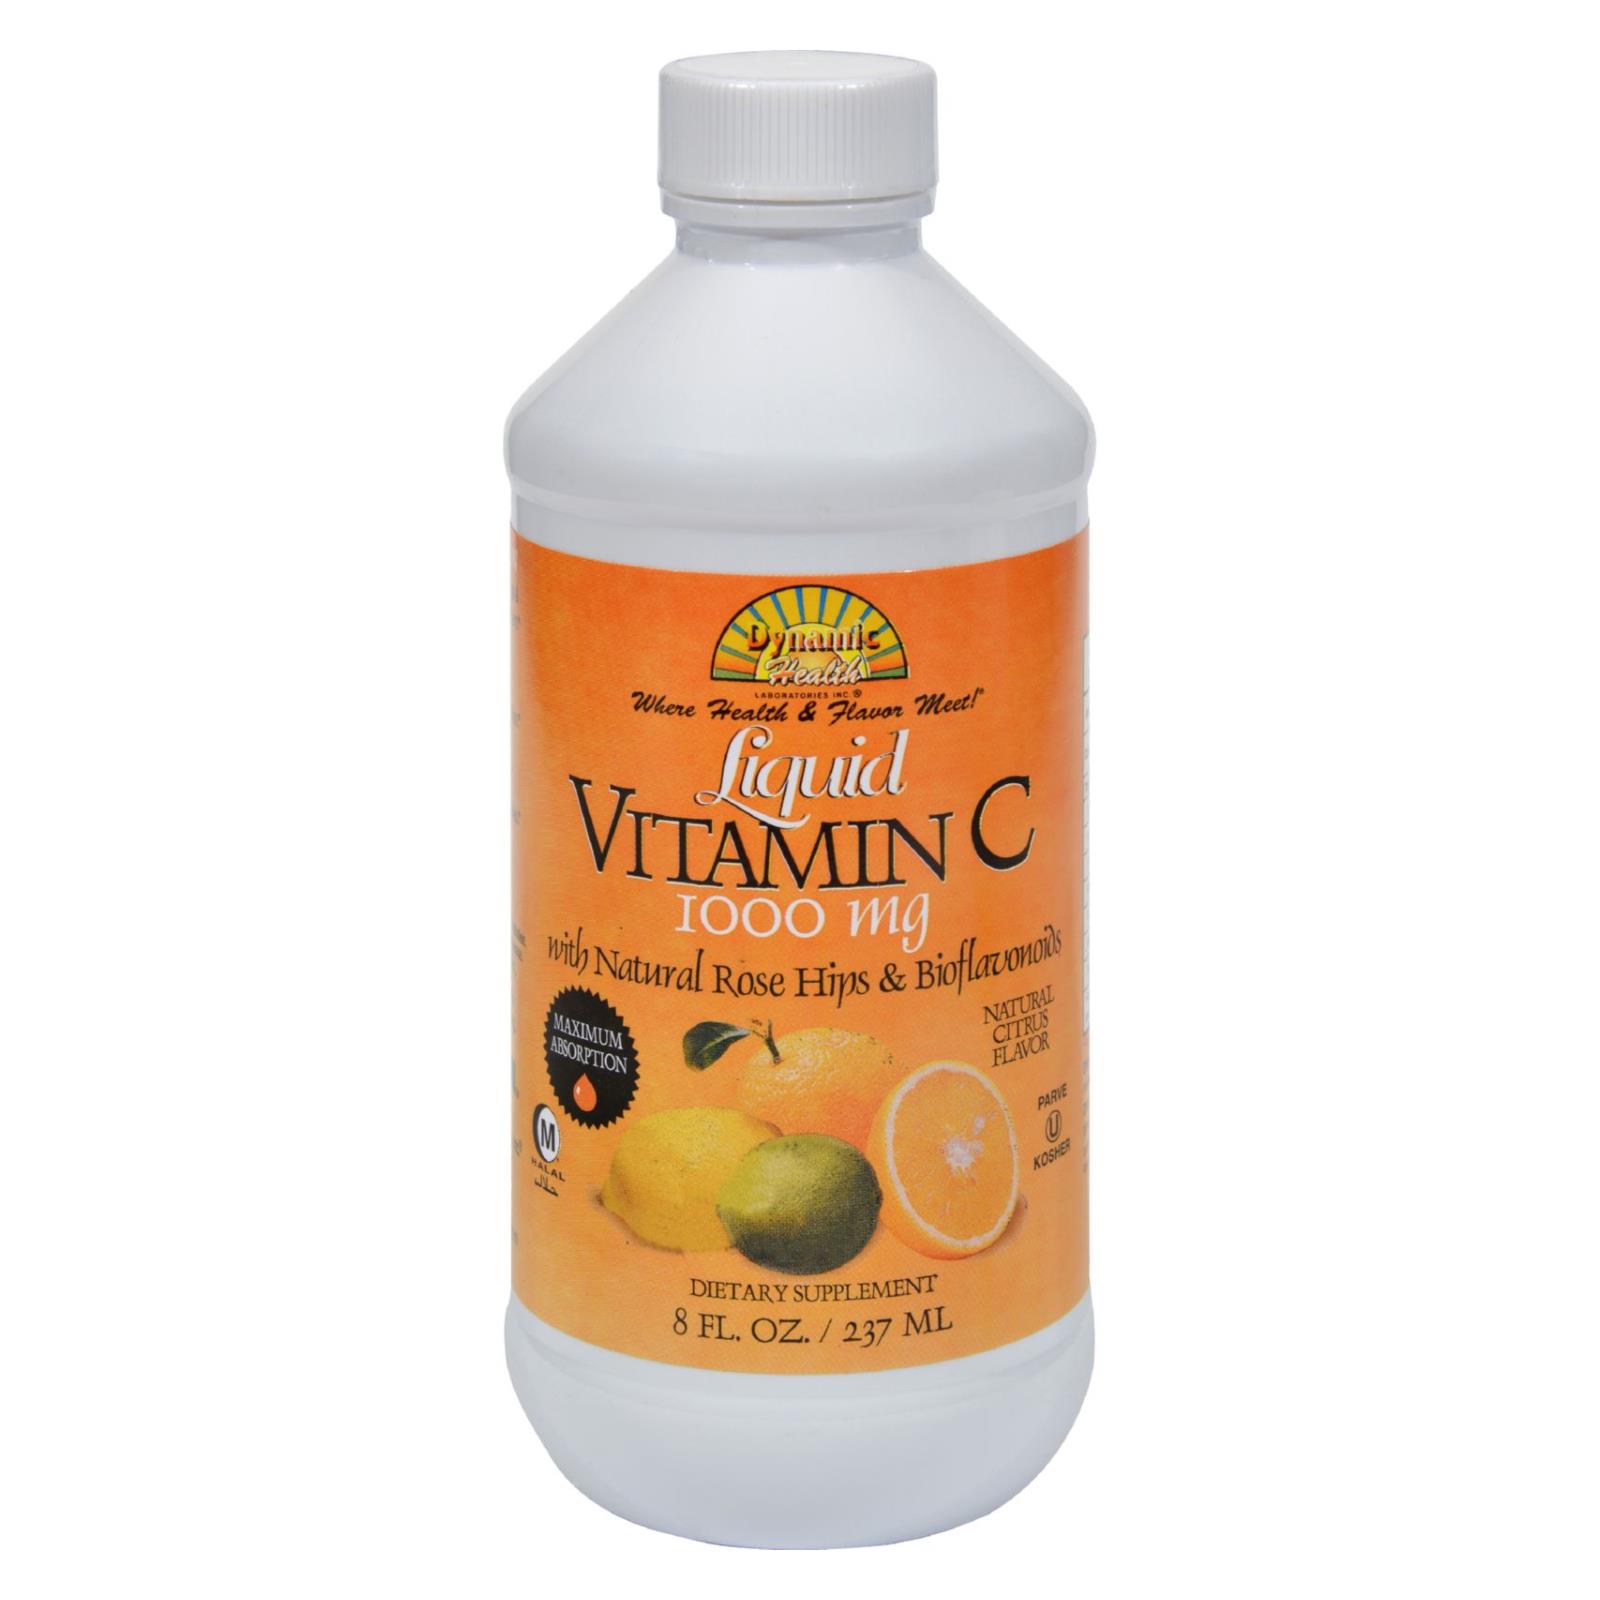 Dynamic
Health
LABORATORIES INC.®
Where Health & Flavor Meet!®
Liquid
VITAMIN C
1000 mg
with Natural Rose Hips & Bioflavonoids
NATURAL
CITRUS
FLAVOR
MAXIMUM
ABSORPTION
M
HALAL
حلال
PARVE
U
KOSHER
DIETARY SUPPLEMENT
8 FL. OZ. / 237 ML